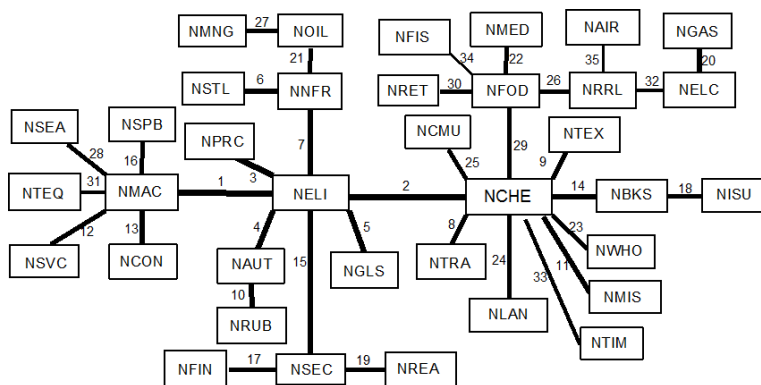 NMNG 27 NOIL
NFIS
NMED
NAIR
NGAS
34
22
35
20
21
6
NSTL
NNFR
NRET
30
NFOD
26
NRRL
32
NELC
NSEA
NSPB
NPRC
NCMU
NTEX
28
16
7
29
25
9
3
NTEQ
31
NMAC
1
NELI
2
NCHE
14
NBKS
18
NISU
12
13
4
15
5
8
23
NSVC
NCON
NAUT
NGLS
NTRA
24
33
11
NWHO
10
NMIS
NRUB
NLAN
NTIM
NFIN
17
NSEC
19
NREA